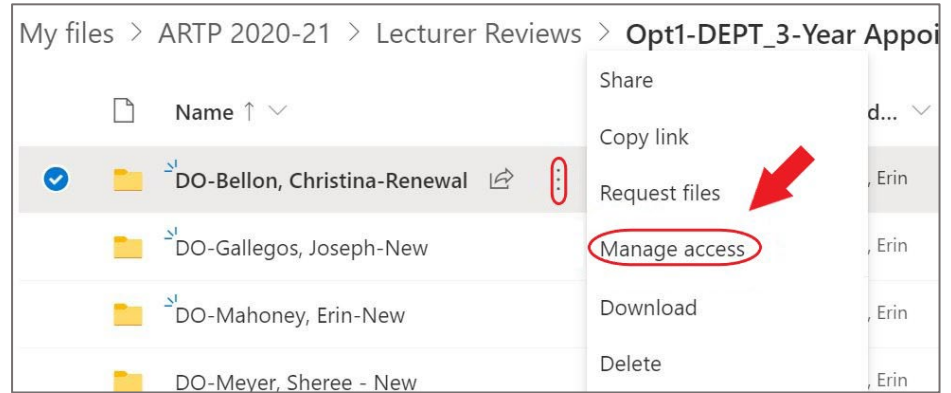 My files > ARTP 2020-21 > Lecturer Reviews > Opt1-DEPT_3-Year Appoi
Name ↑
d...
DO-Bellon, Christina-Renewal
, Erin
DO-Gallegos, Joseph-New
, Erin
DO-Mahoney, Erin-New
, Erin
DO-Meyer, Sheree - New
, Erin
Share
Copy link
Request files
Manage access
Download
Delete